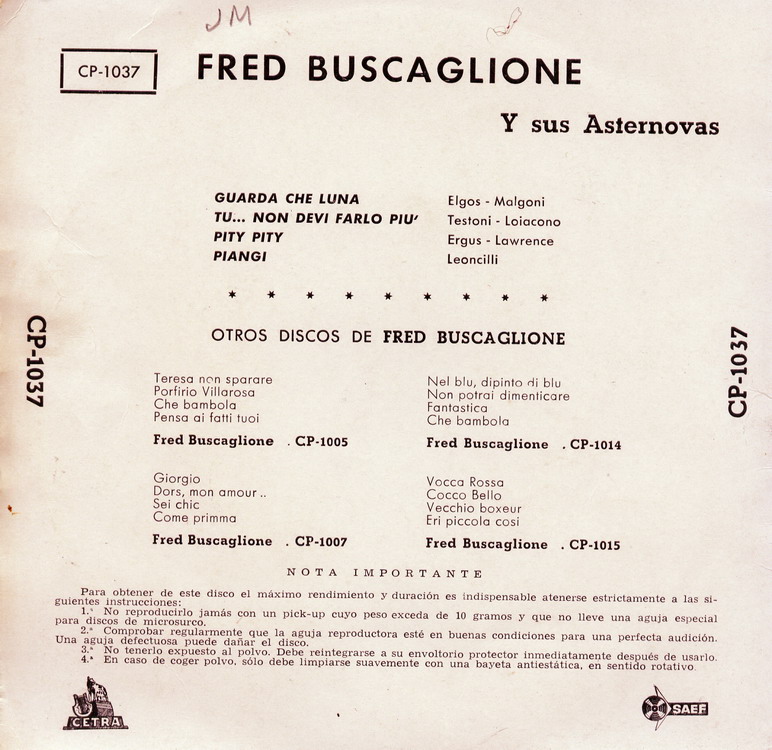 JM
CP-1037
FRED BUSCAGLIONE
Y sus Asternovas
GUARDA CHE LUNA Elgos - Malgoni
TU... NON DEVI FARLO PIU' Testoni - Loiacono
PITY PITY Ergus - Lawrence
PIANGI Leoncilli
* * * * * * * * *
OTROS DISCOS DE FRED BUSCAGLIONE
CP-1037
CP-1037
Teresa non sparare
Porfirio Villarosa
Che bambola
Pensa ai fatti tuoi
Fred Buscaglione . CP-1005
Nel blu, dipinto di blu
Non potrai dimenticare
Fantastica
Che bambola
Fred Buscaglione . CP-1014
Giorgio
Dors, mon amour ..
Sei chic
Come primma
Fred Buscaglione . CP-1007
Vocca Rossa
Cocco Bello
Vecchio boxeur
Eri piccola cosi
Fred Buscaglione . CP-1015
NOTA IMPORTANTE
Para obtener de este disco el máximo rendimiento y duración es indispensable atenerse estrictamente a las si-
guientes instrucciones:
1.ª No reproducirlo jamás con un pick-up cuyo peso exceda de 10 gramos y que no lleve una aguja especial
para discos de microsurco.
2.ª Comprobar regularmente que la aguja reproductora esté en buenas condiciones para una perfecta audición.
Una aguja defectuosa puede dañar el disco.
3.ª No tenerlo expuesto al polvo. Debe reintegrarse a su envoltorio protector inmediatamente después de usarlo.
4.ª En caso de coger polvo, sólo debe limpiarse suavemente con una bayeta antiestática, en sentido rotativo.
CETRA
SAEF